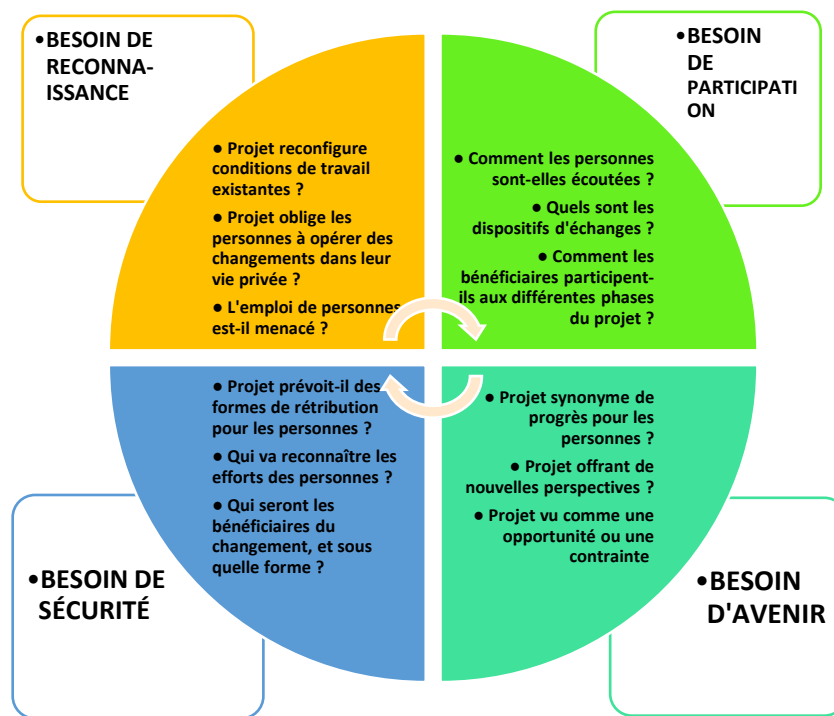 •BESOIN DE
RECONNA-
ISSANCE
● Projet reconfigure
conditions de travail
existantes ?
● Projet oblige les
personnes à opérer des
changements dans leur
vie privée ?
● L'emploi de personnes
est-il menacé ?
•BESOIN
DE
PARTICIPATI
ON
● Comment les personnes
sont-elles écoutées ?
● Quels sont les
dispositifs d'échanges ?
● Comment les
bénéficiaires participent-
ils aux différentes phases
du projet ?
● Projet prévoit-il des
formes de rétribution
pour les personnes ?
● Qui va reconnaître les
efforts des personnes ?
● Qui seront les
bénéficiaires du
changement, et sous
quelle forme ?
•BESOIN DE
SÉCURITÉ
● Projet synonyme de
progrès pour les
personnes ?
● Projet offrant de
nouvelles perspectives ?
● Projet vu comme une
opportunité ou une
contrainte
•BESOIN
D'AVENIR